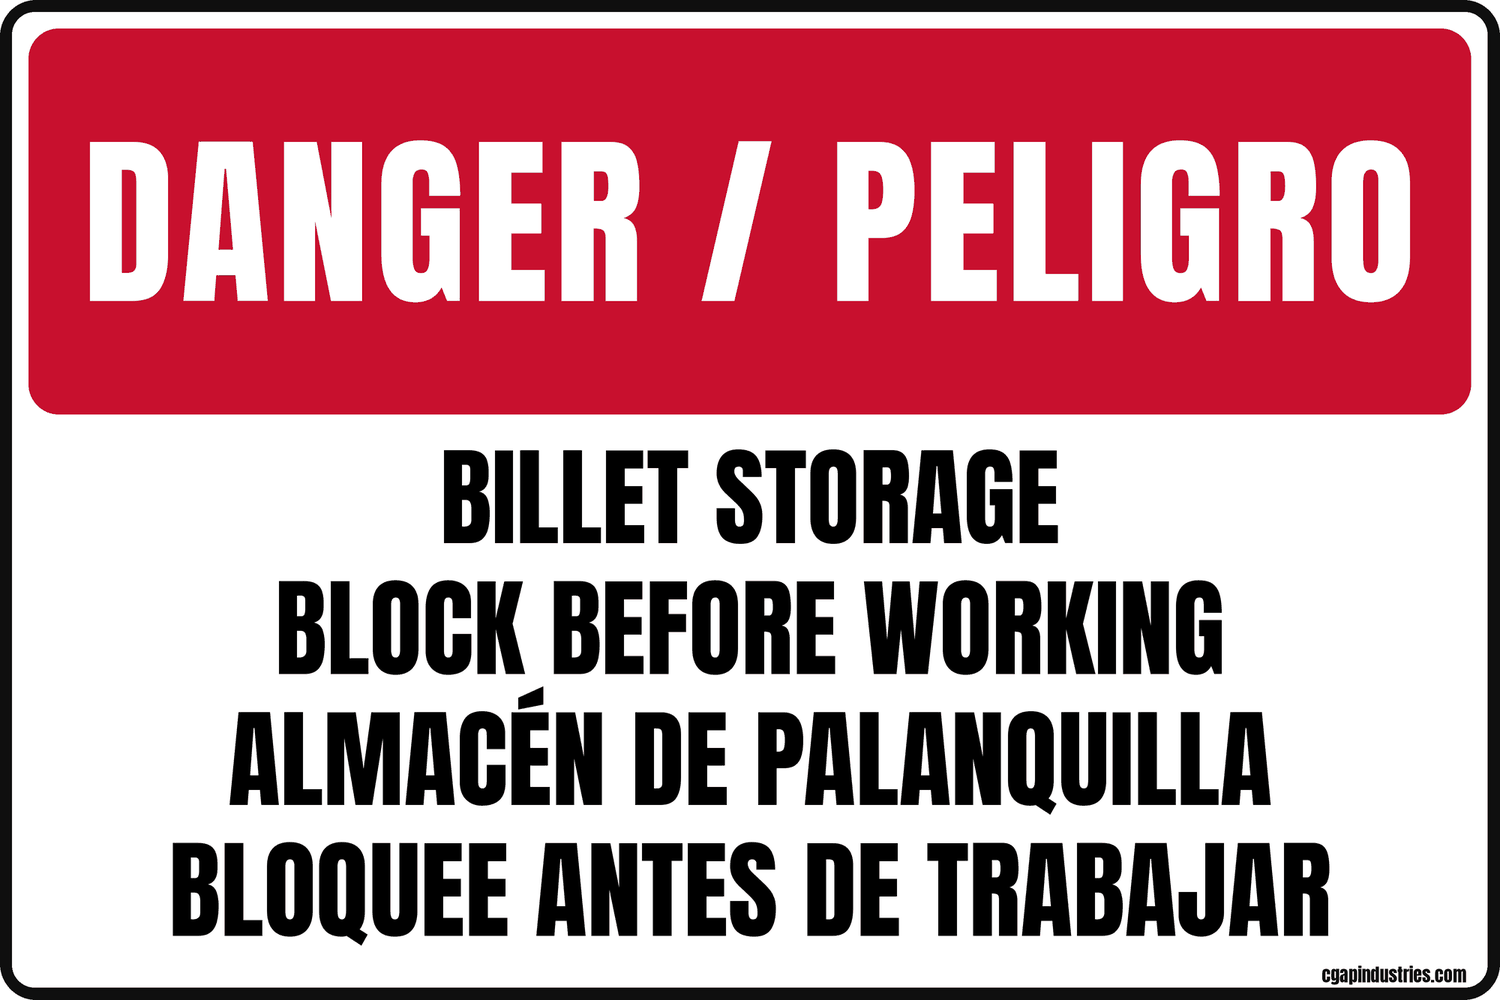 DANGER / PELIGRO
BILLET STORAGE
BLOCK BEFORE WORKING
ALMACÉN DE PALANQUILLA
BLOQUEE ANTES DE TRABAJAR
cgapindustries.com